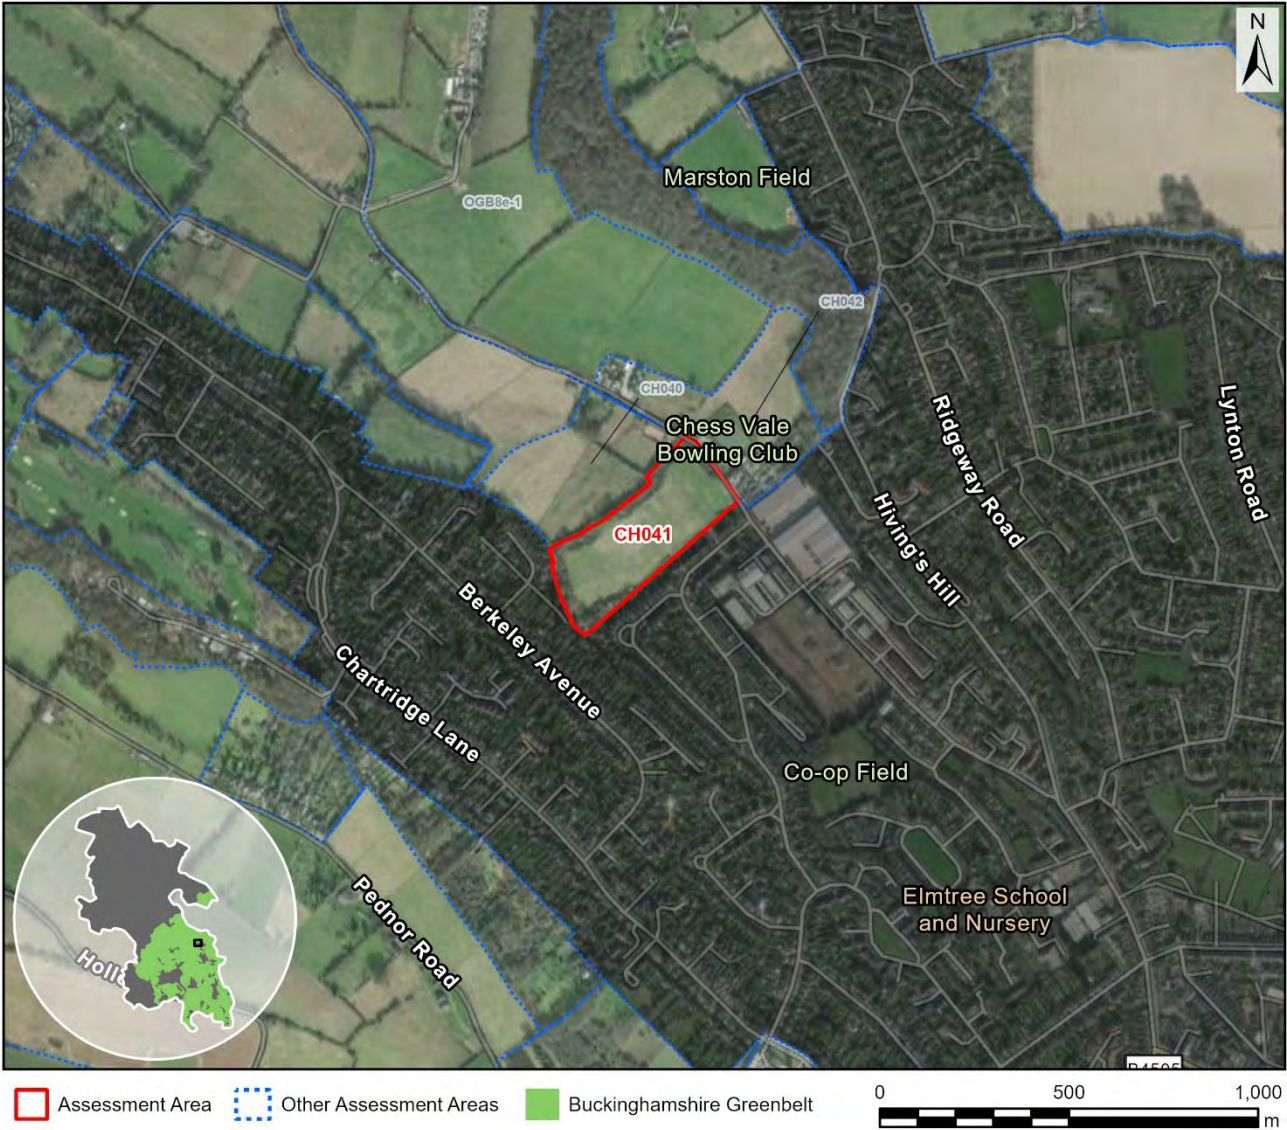 N
Marston Field
OGB8e-1
CH042
CH040
Chess Vale
Bowling Club
Lynton Road
Ridgeway Road
CH041
Hiving's Hill
Berkeley Avenue
Chartridge Lane
Co-op Field
Elmtree School
and Nursery
Pednor Road
Assessment Area
Other Assessment Areas
Buckinghamshire Greenbelt
0 500 1,000
m